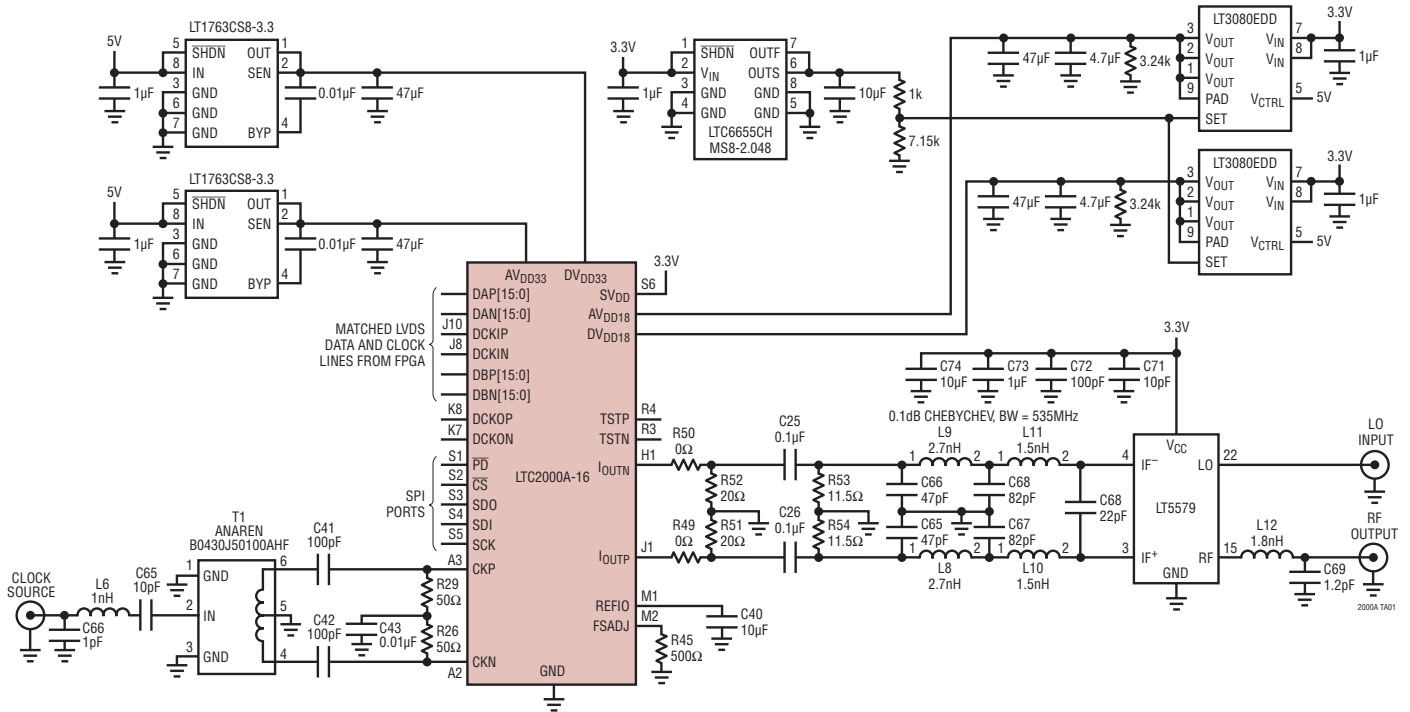 LT1763CS8-3.3
5V
5 SHDN OUT 1
8 IN SEN 2
3 GND
6 GND
7 GND BYP 4
1µF
0.01µF
47µF
LT1763CS8-3.3
5V
5 SHDN OUT 1
8 IN SEN 2
3 GND
6 GND
7 GND BYP 4
1µF
0.01µF
47µF
3.3V
1 SHDN OUTF 7
2 VIN OUTS 6
3 GND GND 8
4 GND GND 5
LTC6655CH
MS8-2.048
1µF
10µF
1k
7.15k
47µF
4.7µF
3.24k
LT3080EDD
3 VOUT VIN 7
2 VOUT VIN 8
1 VOUT
9 PAD VCTRL 5
SET
3.3V
1µF
5V
47µF
4.7µF
3.24k
LT3080EDD
3 VOUT VIN 7
2 VOUT VIN 8
1 VOUT
9 PAD VCTRL 5
SET
3.3V
1µF
5V
MATCHED LVDS
DATA AND CLOCK
LINES FROM FPGA
AVDD33 DVDD33
DAP[15:0]
DAN[15:0]
J10 DCKIP
J8 DCKIN
DBP[15:0]
DBN[15:0]
K8 DCKOP
K7 DCKON
SPI
PORTS
S1 PD
S2 CS
S3 SDO
S4 SDI
S5 SCK
A3 CKP
A2 CKN
LTC2000A-16
GND
3.3V
SVDD S6
AVDD18
DVDD18
TSTP R4
TSTN R3
IOUTN H1
IOUTP J1
REFIO M1
FSADJ M2
CLOCK
SOURCE
C66
1pF
L6
1nH
C65
10pF
T1
ANAREN
B0430J50100AHF
1 GND
2 IN
3 GND
6
5
4
C41
100pF
C42
100pF
C43
0.01µF
R29
50Ω
R26
50Ω
C40
10µF
R45
500Ω
R50
0Ω
R49
0Ω
R52
20Ω
R51
20Ω
C25
0.1µF
C26
0.1µF
R53
11.5Ω
R54
11.5Ω
0.1dB CHEBYCHEV, BW = 535MHz
L9
1 2
2.7nH
L11
1 2
1.5nH
C66
47pF
C68
82pF
C65
47pF
C67
82pF
C68
22pF
1 2
L8
2.7nH
1 2
L10
1.5nH
3.3V
C74
10µF
C73
1µF
C72
100pF
C71
10pF
VCC
4 IF− LO 22
LT5579
3 IF+ RF 15
GND
LO
INPUT
L12
1.8nH
C69
1.2pF
RF
OUTPUT
2000A TA01